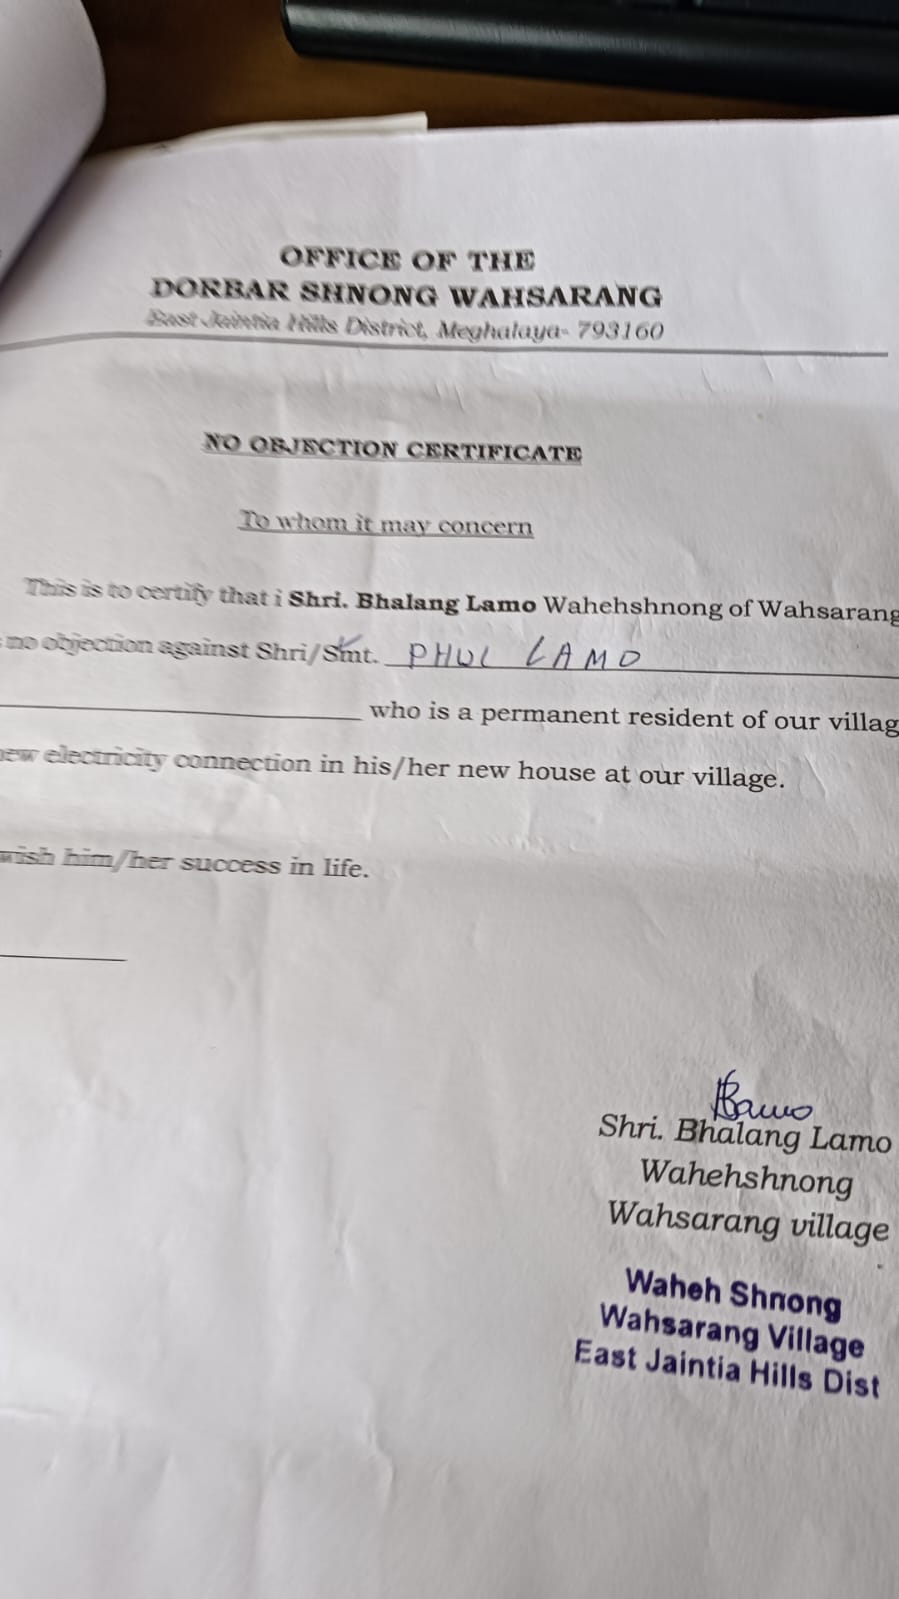 OFFICE OF THE
DORBAR SHNONG WAHSARANG
East Jaintia Hills District, Meghalaya- 793160
NO OBJECTION CERTIFICATE
To whom it may concern
This is to certify that i Shri. Bhalang Lamo Wahehshnong of Wahsarang
no objection against Shri/Smt. PHUL LAMO
who is a permanent resident of our villag
new electricity connection in his/her new house at our village.
wish him/her success in life.
Shri. Bhalang Lamo
Wahehshnong
Wahsarang village
Waheh Shnong
Wahsarang Village
East Jaintia Hills Dist